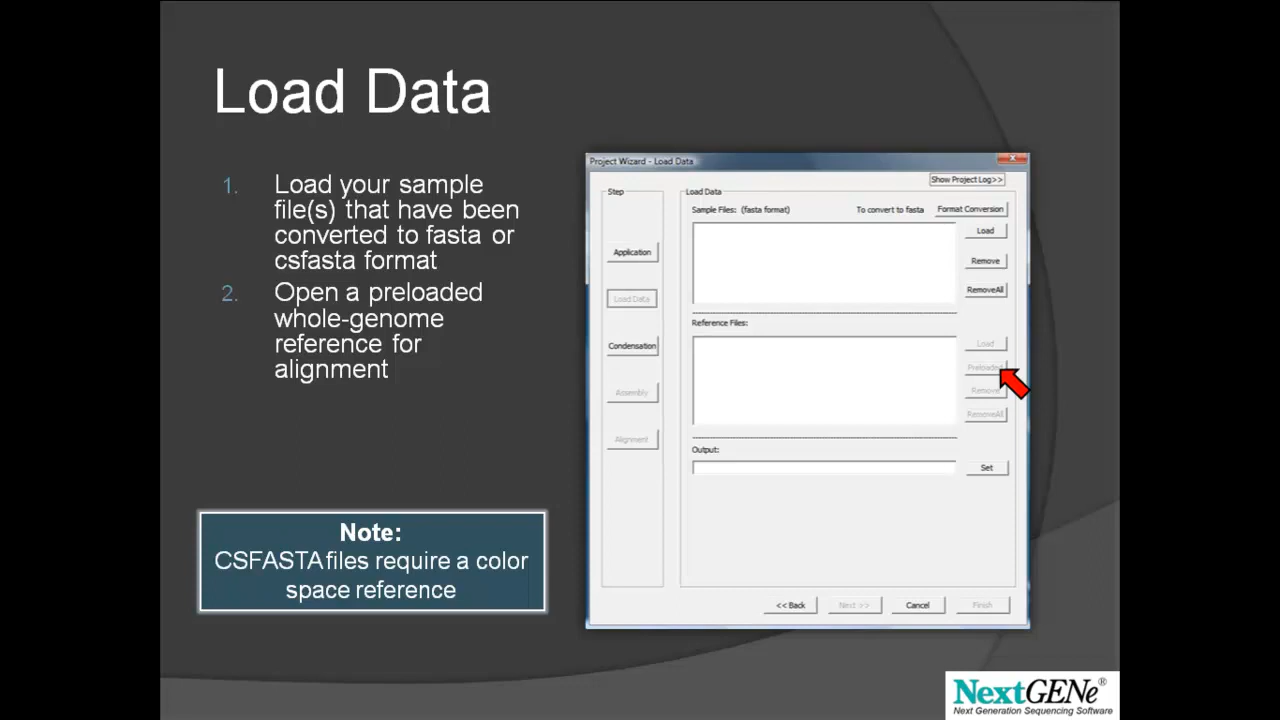 Load Data
1. Load your sample
file(s) that have been
converted to fasta or
csfasta format
2. Open a preloaded
whole-genome
reference for
alignment
Note:
CSFASTA files require a color
space reference
Project Wizard - Load Data
Show Project Log>>
Step
Application
Load Data
Condensation
Assembly
Alignment
Load Data
Sample Files: (fasta format) To convert to fasta Format Conversion
Load
Remove
RemoveAll
Reference Files:
Load
Preloaded
Remove
RemoveAll
Output:
Set
<< Back Next >> Cancel Finish
NextGENe®
Next Generation Sequencing Software